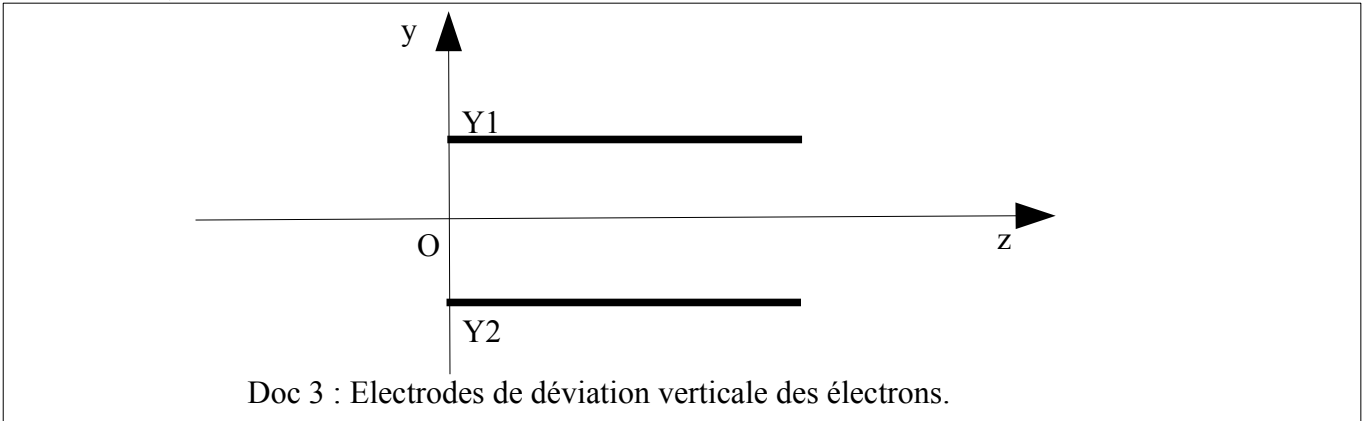 y
Y1
O
z
Y2
Doc 3 : Electrodes de déviation verticale des électrons.